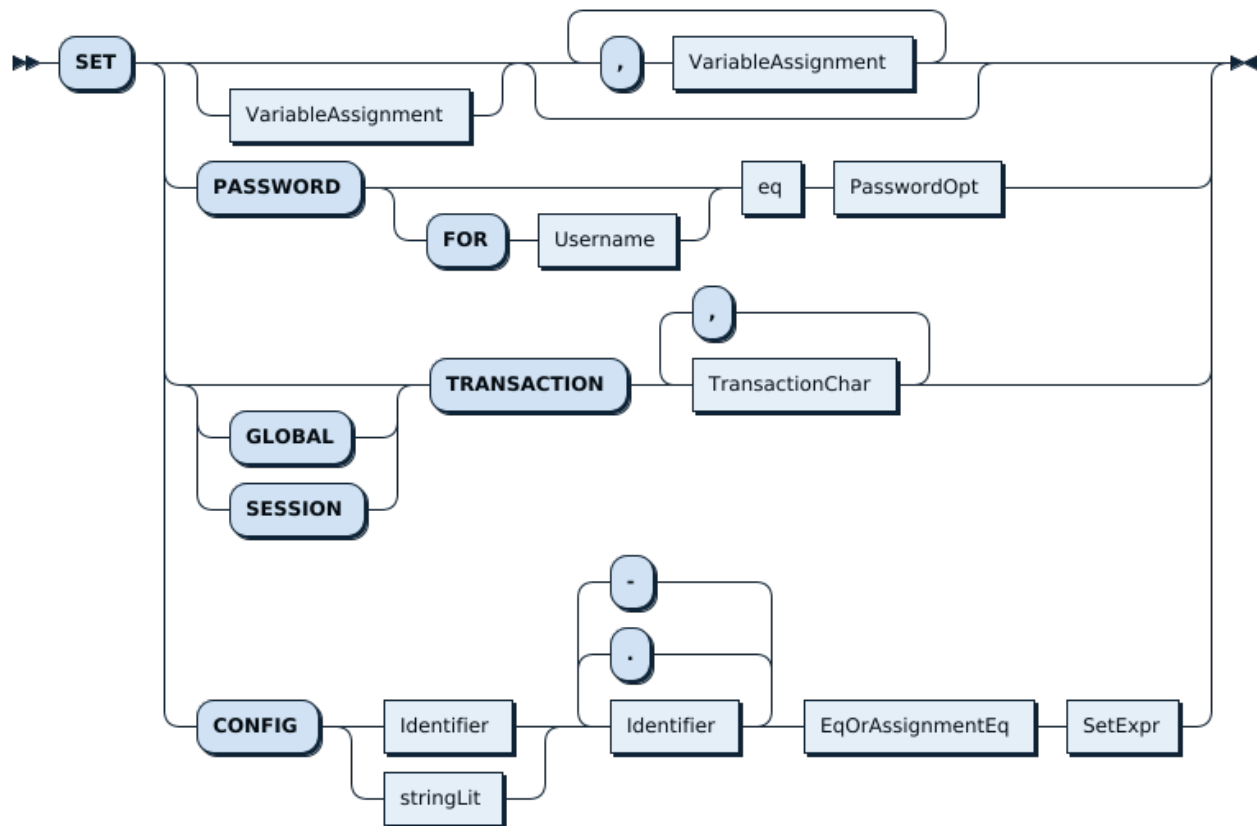 SET , VariableAssignment
VariableAssignment
PASSWORD eq PasswordOpt
FOR Username
,
TRANSACTION TransactionChar
GLOBAL
SESSION
-
.
CONFIG Identifier Identifier EqOrAssignmentEq SetExpr
stringLit